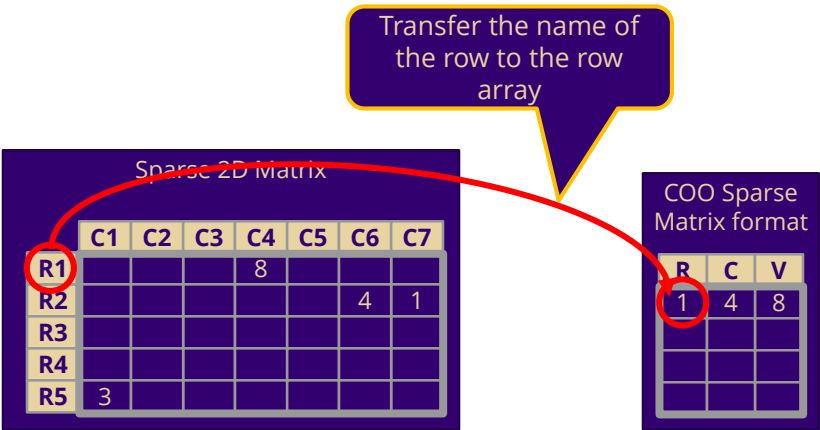 Transfer the name of
the row to the row
array
Sparse 2D Matrix
C1 C2 C3 C4 C5 C6 C7
R1 8
R2 4 1
R3
R4
R5 3
COO Sparse
Matrix format
R C V
1 4 8